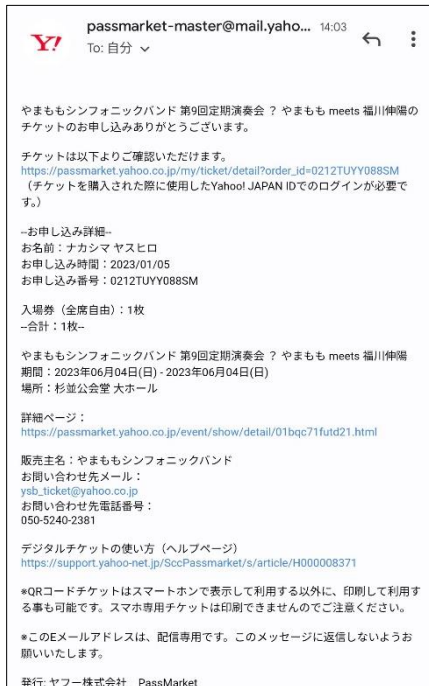 Y!
passmarket-master@mail.yaho... 14:03
To: 自分
やまももシンフォニックバンド 第9回定期演奏会 ? やまもも meets 福川伸陽の
チケットのお申し込みありがとうございます。
チケットは以下よりご確認いただけます。
https://passmarket.yahoo.co.jp/my/ticket/detail?order_id=0212TUYY088SM
(チケットを購入された際に使用したYahoo! JAPAN IDでのログインが必要で
す。)
--お申し込み詳細--
お名前：ナカシマ ヤスヒロ
お申し込み時間：2023/01/05
お申し込み番号：0212TUYY088SM
入場券（全席自由）：1枚
--合計：1枚--
やまももシンフォニックバンド 第9回定期演奏会 ? やまもも meets 福川伸陽
期間：2023年06月04日(日) - 2023年06月04日(日)
場所：杉並公会堂 大ホール
詳細ページ：
https://passmarket.yahoo.co.jp/event/show/detail/01bqc71futd21.html
販売主名：やまももシンフォニックバンド
お問い合わせ先メール：
ysb_ticket@yahoo.co.jp
お問い合わせ先電話番号：
050-5240-2381
デジタルチケットの使い方（ヘルプページ）
https://support.yahoo-net.jp/SccPassmarket/s/article/H000008371
※QRコードチケットはスマートホンで表示して利用する以外に、印刷して利用す
る事も可能です。スマホ専用チケットは印刷できませんのでご注意ください。
※このEメールアドレスは、配信専用です。このメッセージに返信しないようお
願いいたします。
発行: ヤフー株式会社　PassMarket